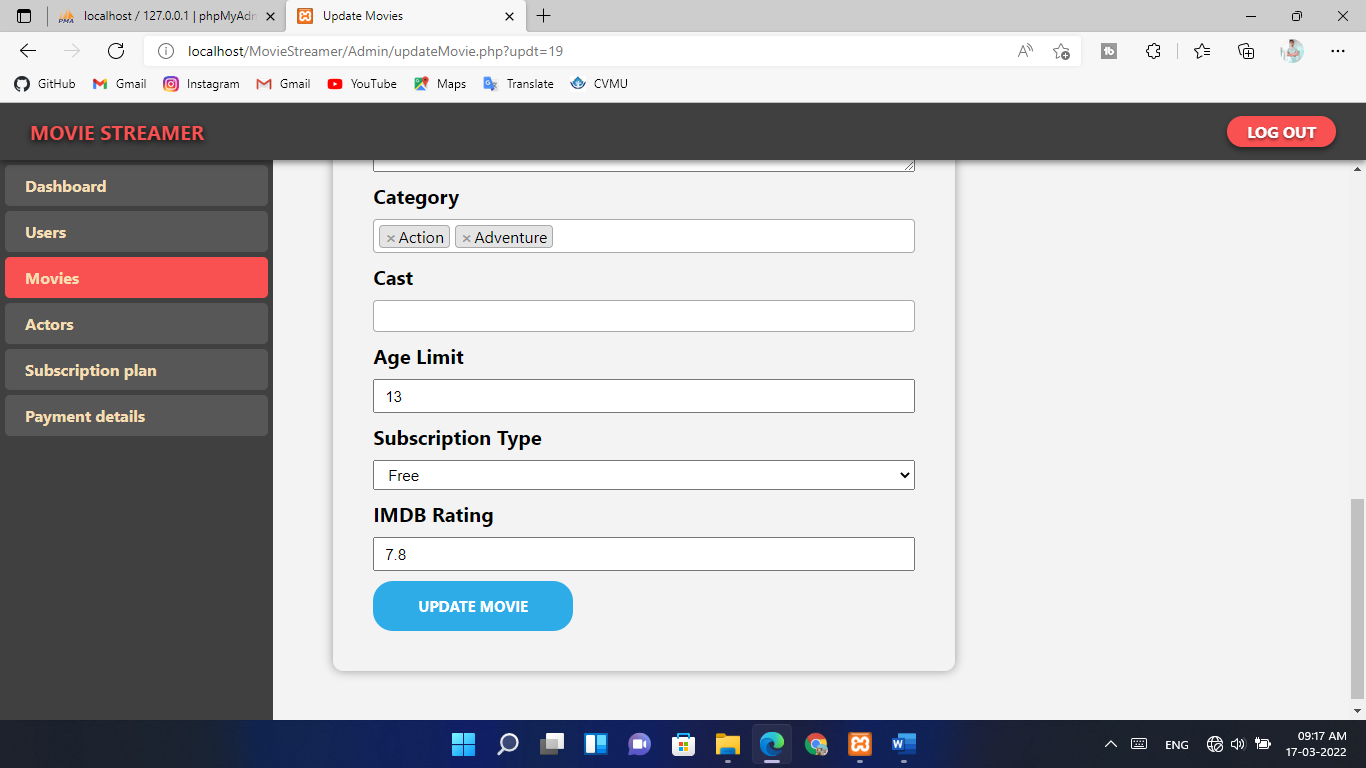 localhost / 127.0.0.1 | phpMyAdn
Update Movies
localhost/MovieStreamer/Admin/updateMovie.php?updt=19
GitHub Gmail Instagram Gmail YouTube Maps Translate CVMU
MOVIE STREAMER
LOG OUT
Dashboard
Users
Movies
Actors
Subscription plan
Payment details
Category
×Action ×Adventure
Cast
Age Limit
13
Subscription Type
Free
IMDB Rating
7.8
UPDATE MOVIE
ENG
09:17 AM
17-03-2022